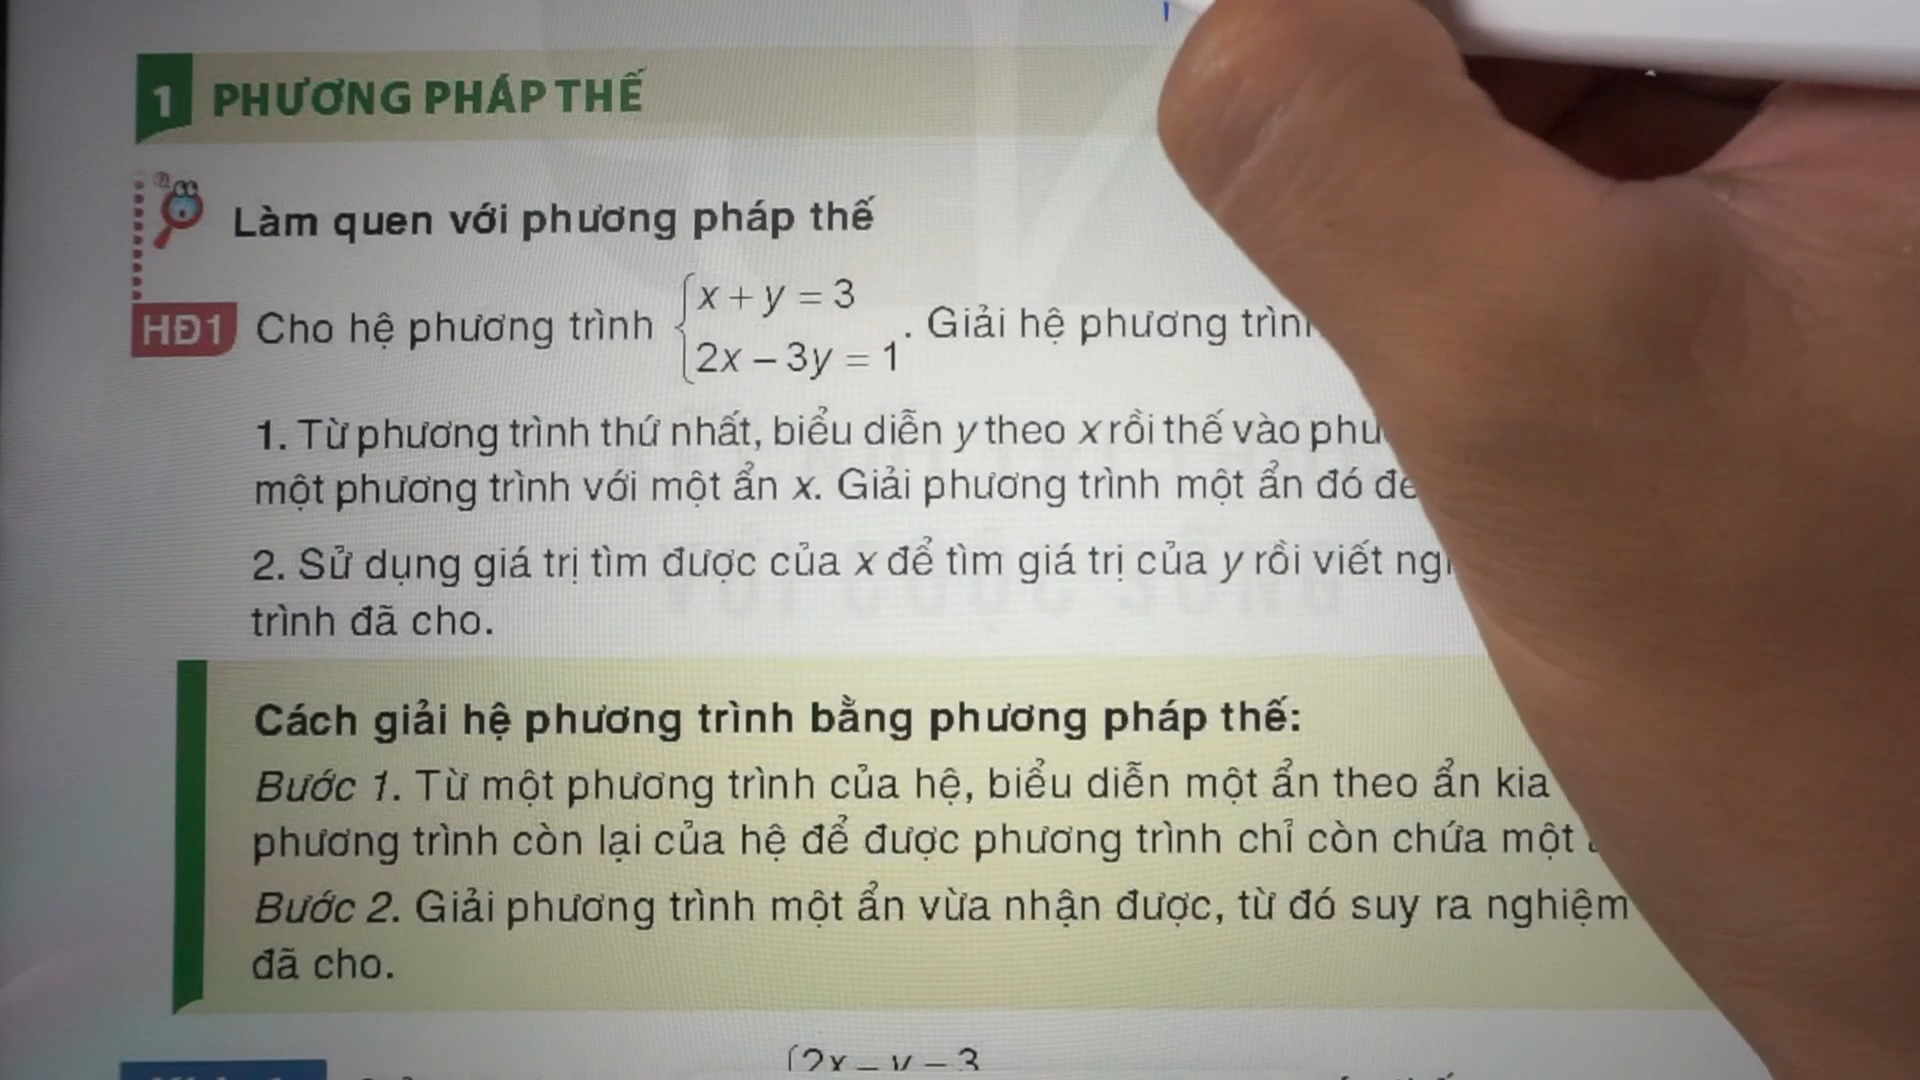 1 PHƯƠNG PHÁP THẾ
Làm quen với phương pháp thế
HĐ1 Cho hệ phương trình { x + y = 3
2x – 3y = 1 . Giải hệ phương
1. Từ phương trình thứ nhất, biểu diễn y theo x rồi thế vào
một phương trình với một ẩn x. Giải phương trình một ẩn đó
2. Sử dụng giá trị tìm được của x để tìm giá trị của y rồi viết
trình đã cho.
VỚI CUỘC SỐNG
Cách giải hệ phương trình bằng phương pháp thế:
Bước 1. Từ một phương trình của hệ, biểu diễn một ẩn theo ẩn kia
phương trình còn lại của hệ để được phương trình chỉ còn chứa một
Bước 2. Giải phương trình một ẩn vừa nhận được, từ đó suy ra nghiệm
đã cho.
2x – y = 3